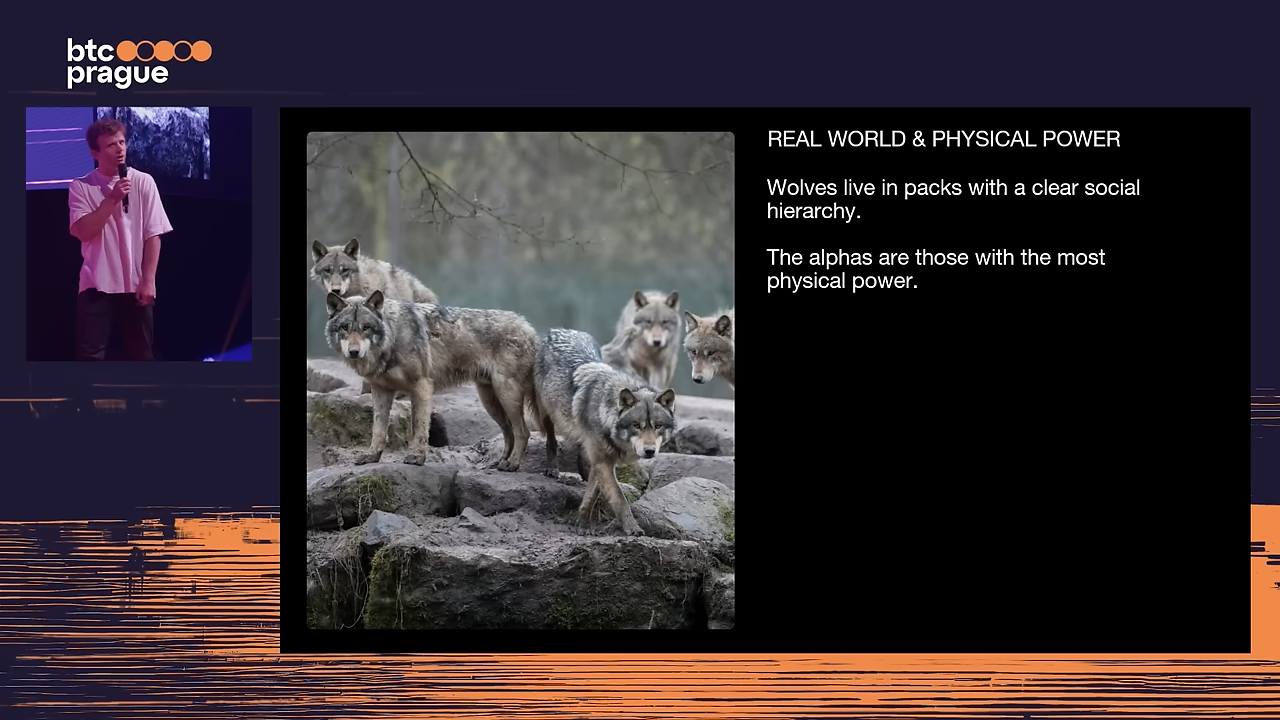 btc
prague
REAL WORLD & PHYSICAL POWER
Wolves live in packs with a clear social
hierarchy.
The alphas are those with the most
physical power.